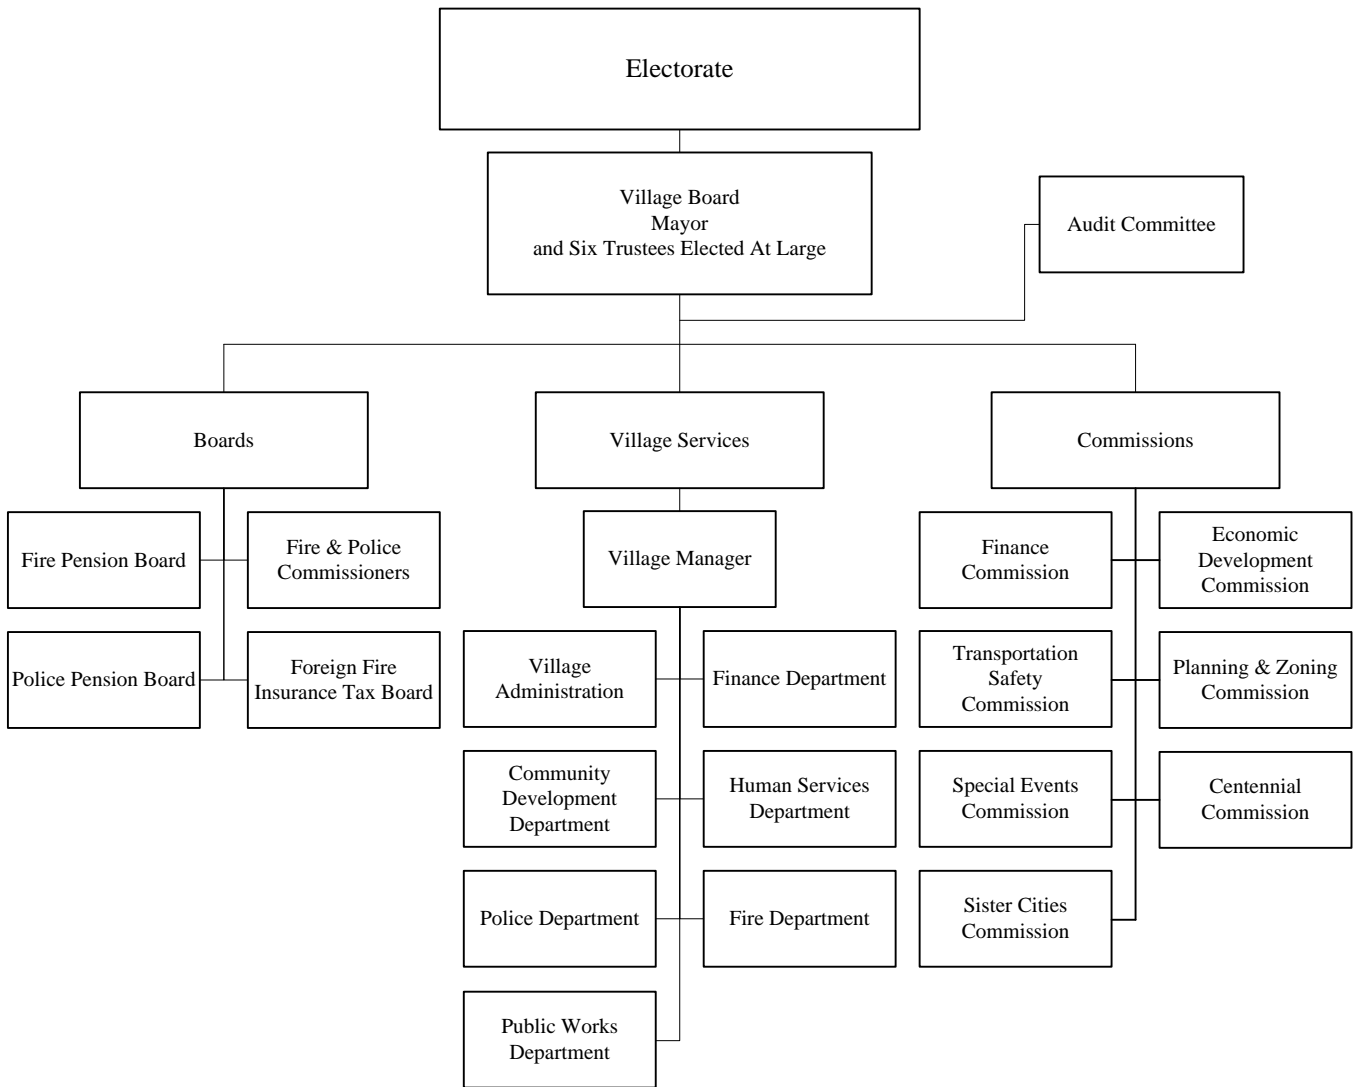 Electorate
Village Board
Mayor
and Six Trustees Elected At Large
Audit Committee
Boards
Village Services
Commissions
Fire Pension Board
Fire & Police
Commissioners
Police Pension Board
Foreign Fire
Insurance Tax Board
Village Manager
Village
Administration
Finance Department
Community
Development
Department
Human Services
Department
Police Department
Fire Department
Public Works
Department
Finance
Commission
Economic
Development
Commission
Transportation
Safety
Commission
Planning & Zoning
Commission
Special Events
Commission
Centennial
Commission
Sister Cities
Commission